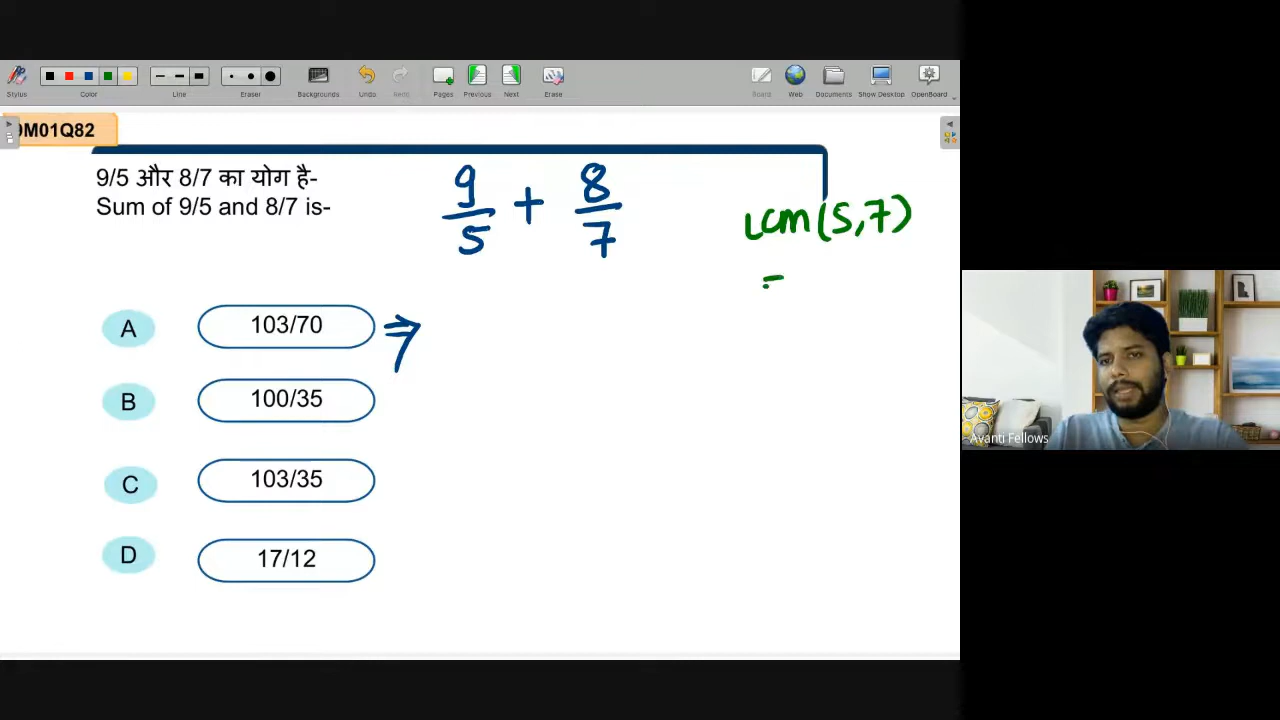 Stylus
Color
Line
Eraser
Backgrounds
Undo
Redo
Pages
Previous
Next
Erase
Board
Web
Documents
Show Desktop
OpenBoard
9M01Q82
9/5 और 8/7 का योग है-
Sum of 9/5 and 8/7 is-
9/5 + 8/7
LCM(5,7)
=
A 103/70 ⇒
B 100/35
C 103/35
D 17/12
Avanti Fellows